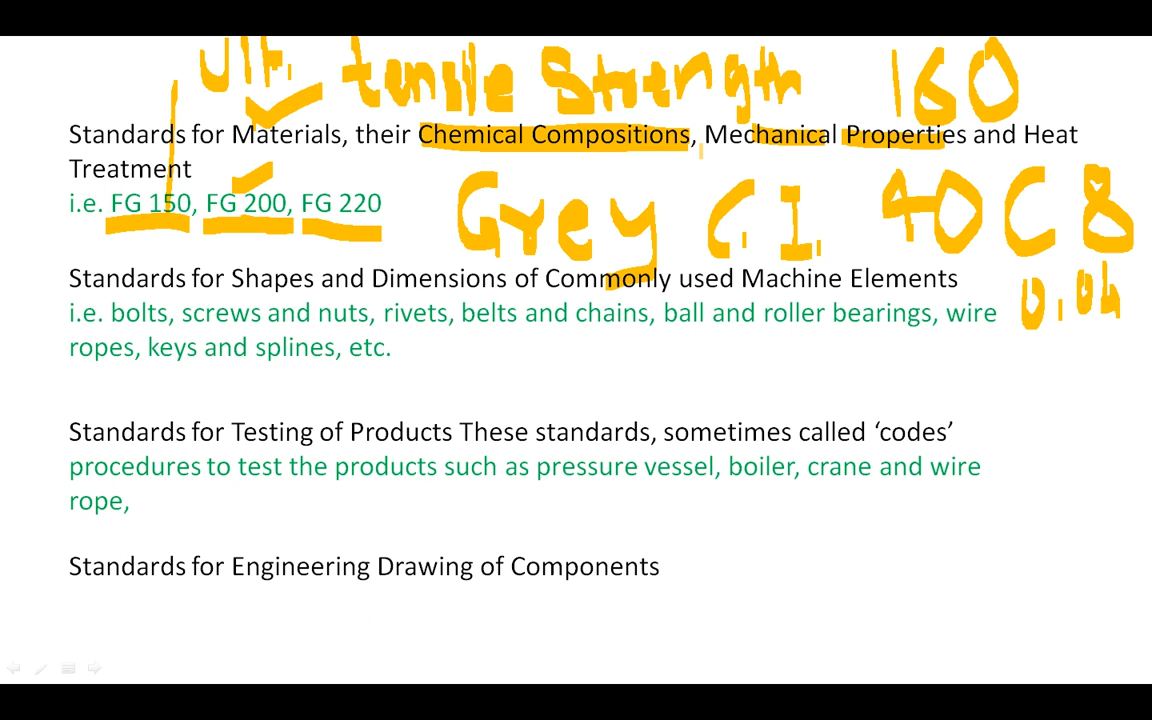 Ult. tensile Strength 160
Standards for Materials, their Chemical Compositions, Mechanical Properties and Heat
Treatment
i.e. FG 150, FG 200, FG 220
Grey C.I. 40 C 8
Standards for Shapes and Dimensions of Commonly used Machine Elements
i.e. bolts, screws and nuts, rivets, belts and chains, ball and roller bearings, wire
0.04
ropes, keys and splines, etc.
Standards for Testing of Products These standards, sometimes called ‘codes’
procedures to test the products such as pressure vessel, boiler, crane and wire
rope,
Standards for Engineering Drawing of Components